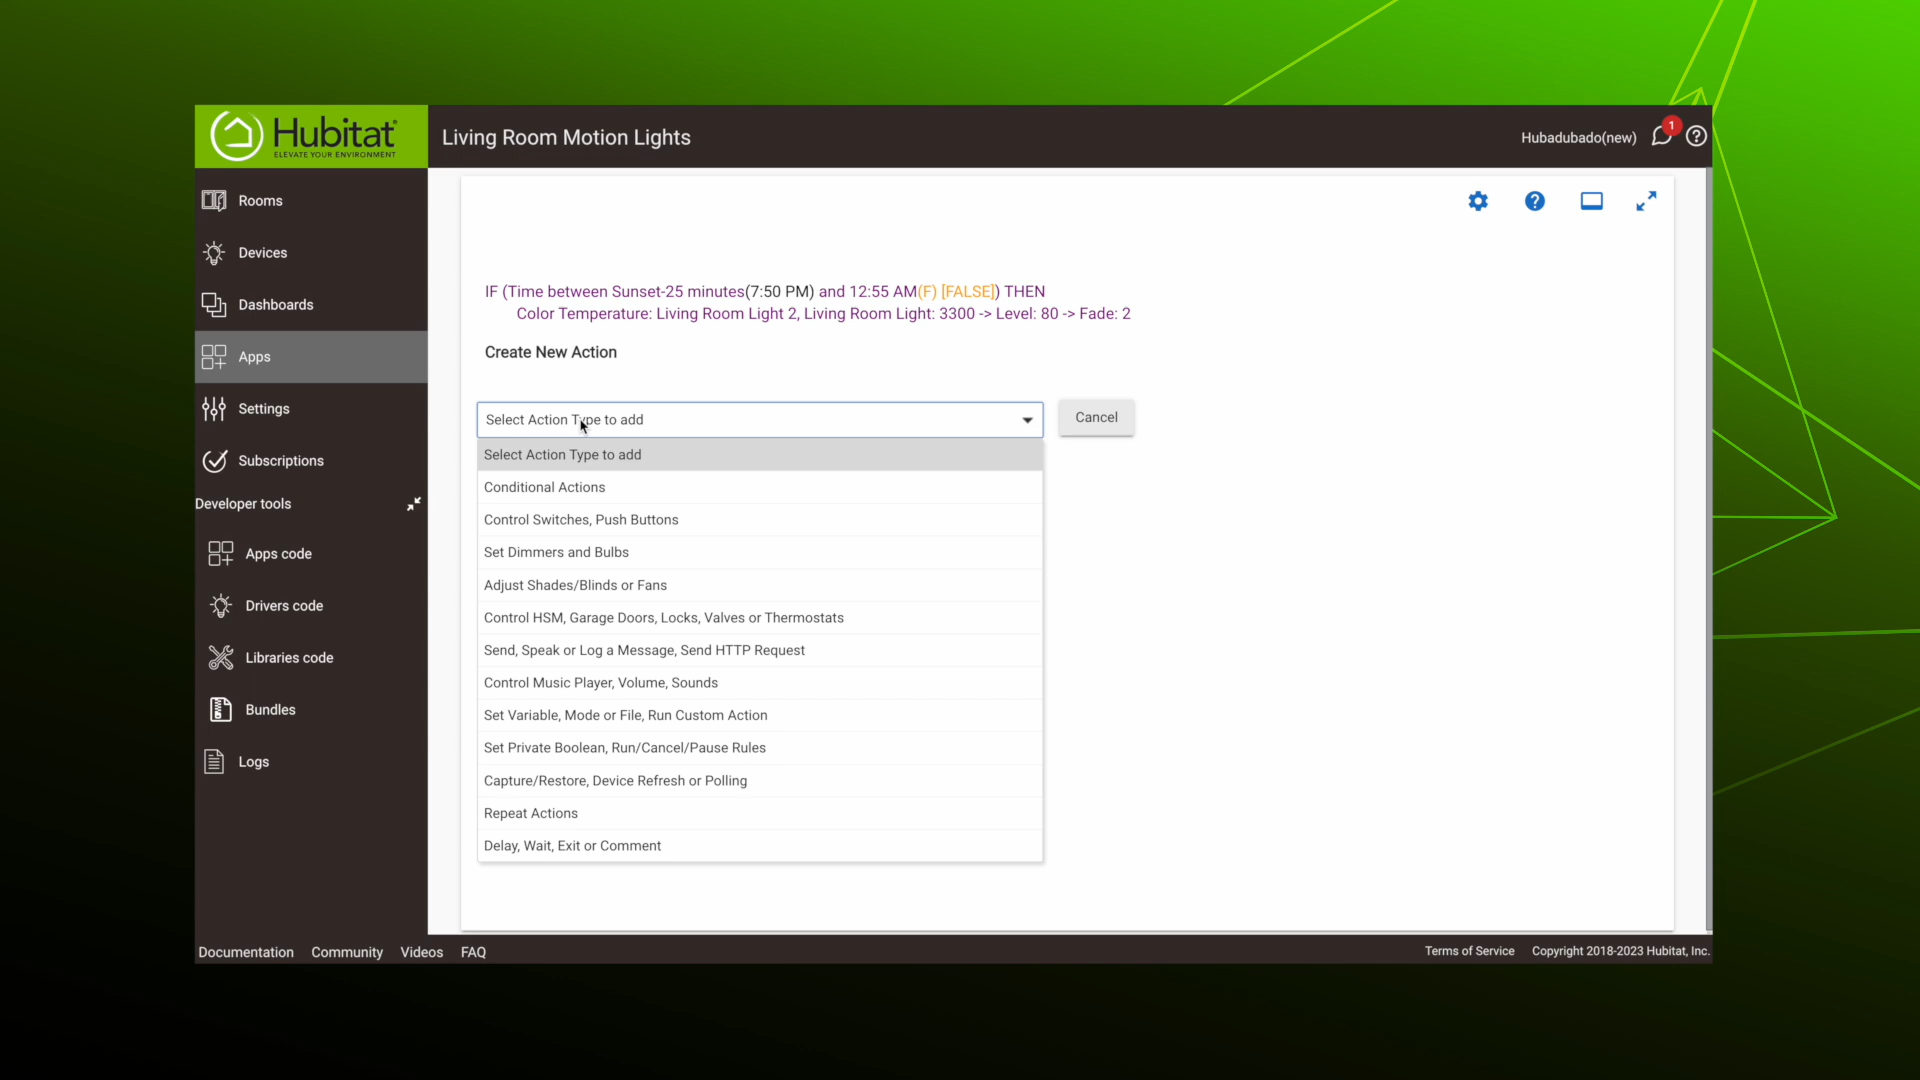 Hubitat®
ELEVATE YOUR ENVIRONMENT
Living Room Motion Lights
Hubadubado(new)
1
Rooms
Devices
Dashboards
Apps
Settings
Subscriptions
Developer tools
Apps code
Drivers code
Libraries code
Bundles
Logs
IF (Time between Sunset-25 minutes(7:50 PM) and 12:55 AM(F) [FALSE]) THEN
Color Temperature: Living Room Light 2, Living Room Light: 3300 -> Level: 80 -> Fade: 2
Create New Action
Select Action Type to add
Cancel
Select Action Type to add
Conditional Actions
Control Switches, Push Buttons
Set Dimmers and Bulbs
Adjust Shades/Blinds or Fans
Control HSM, Garage Doors, Locks, Valves or Thermostats
Send, Speak or Log a Message, Send HTTP Request
Control Music Player, Volume, Sounds
Set Variable, Mode or File, Run Custom Action
Set Private Boolean, Run/Cancel/Pause Rules
Capture/Restore, Device Refresh or Polling
Repeat Actions
Delay, Wait, Exit or Comment
Documentation Community Videos FAQ
Terms of Service Copyright 2018-2023 Hubitat, Inc.